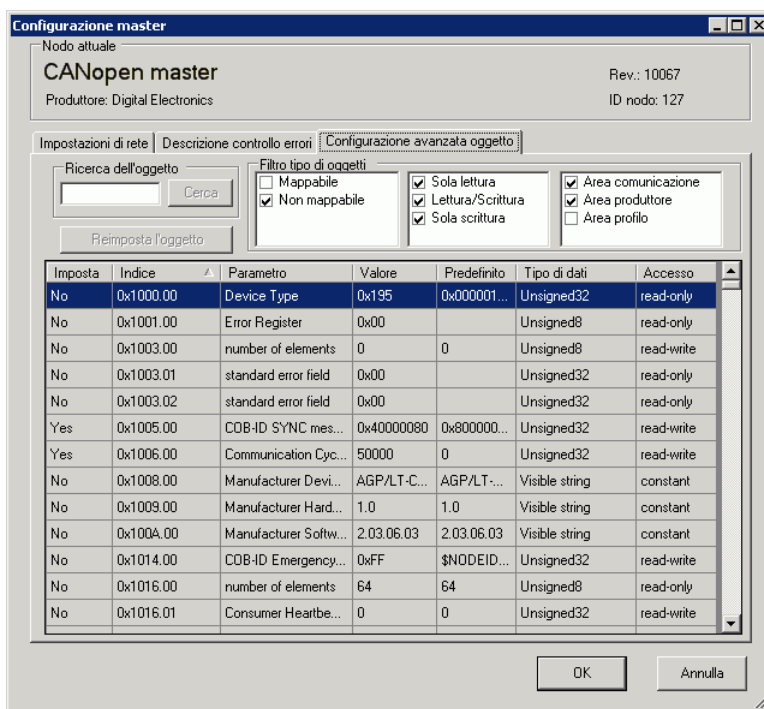 Configurazione master
Nodo attuale
CANopen master
Rev.: 10067
Produttore: Digital Electronics
ID nodo: 127
Impostazioni di rete
Descrizione controllo errori
Configurazione avanzata oggetto
Ricerca dell'oggetto
Cerca
Reimposta l'oggetto
Filtro tipo di oggetti
Mappabile
Non mappabile
Sola lettura
Lettura/Scrittura
Sola scrittura
Area comunicazione
Area produttore
Area profilo
Imposta Indice Parametro Valore Predefinito Tipo di dati Accesso
No 0x1000.00 Device Type 0x195 0x000001... Unsigned32 read-only
No 0x1001.00 Error Register 0x00 Unsigned8 read-only
No 0x1003.00 number of elements 0 0 Unsigned8 read-write
No 0x1003.01 standard error field 0x00 Unsigned32 read-only
No 0x1003.02 standard error field 0x00 Unsigned32 read-only
Yes 0x1005.00 COB-ID SYNC mes... 0x40000080 0x800000... Unsigned32 read-write
Yes 0x1006.00 Communication Cyc... 50000 0 Unsigned32 read-write
No 0x1008.00 Manufacturer Devi... AGP/LT-C... AGP/LT-... Visible string constant
No 0x1009.00 Manufacturer Hard... 1.0 1.0 Visible string constant
No 0x100A.00 Manufacturer Softw... 2.03.06.03 2.03.06.03 Visible string constant
No 0x1014.00 COB-ID Emergency... 0xFF $NODEID... Unsigned32 read-write
No 0x1016.00 number of elements 64 64 Unsigned8 read-only
No 0x1016.01 Consumer Heartbe... 0 0 Unsigned32 read-write
OK
Annulla